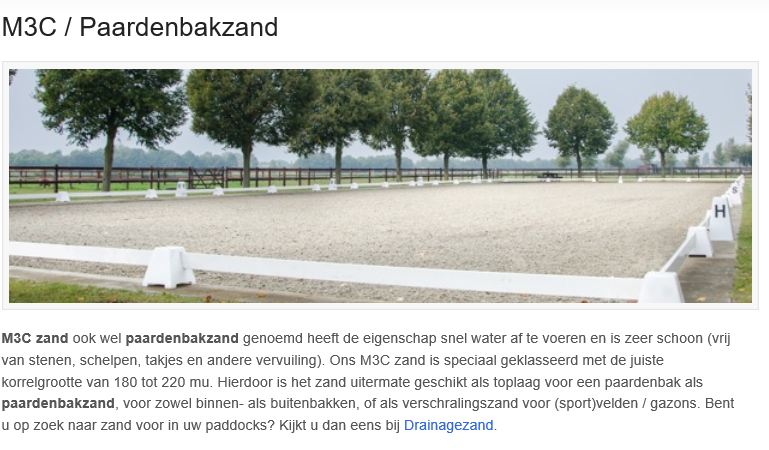 M3C / Paardenbakzand
H
S
M3C zand ook wel paardenbakzand genoemd heeft de eigenschap snel water af te voeren en is zeer schoon (vrij
van stenen, schelpen, takjes en andere vervuiling). Ons M3C zand is speciaal geklasseerd met de juiste
korrelgrootte van 180 tot 220 mu. Hierdoor is het zand uitermate geschikt als toplaag voor een paardenbak als
paardenbakzand, voor zowel binnen- als buitenbakken, of als verschralingszand voor (sport)velden / gazons. Bent
u op zoek naar zand voor in uw paddocks? Kijkt u dan eens bij Drainagezand.